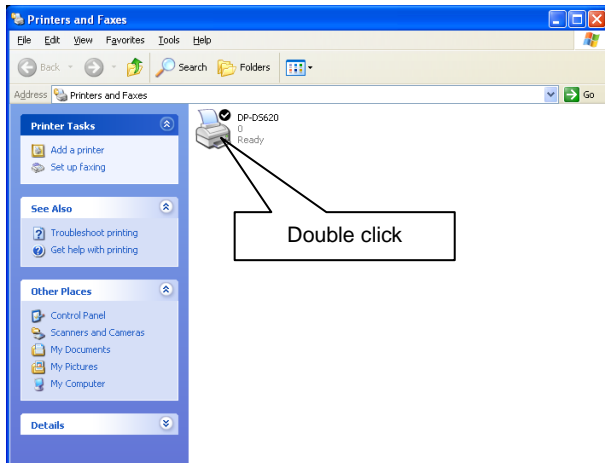 Printers and Faxes
File Edit View Favorites Tools Help
Back Search Folders
Address Printers and Faxes Go
Printer Tasks
Add a printer
Set up faxing
See Also
Troubleshoot printing
Get help with printing
Other Places
Control Panel
Scanners and Cameras
My Documents
My Pictures
My Computer
Details
DP-DS620
0
Ready
Double click